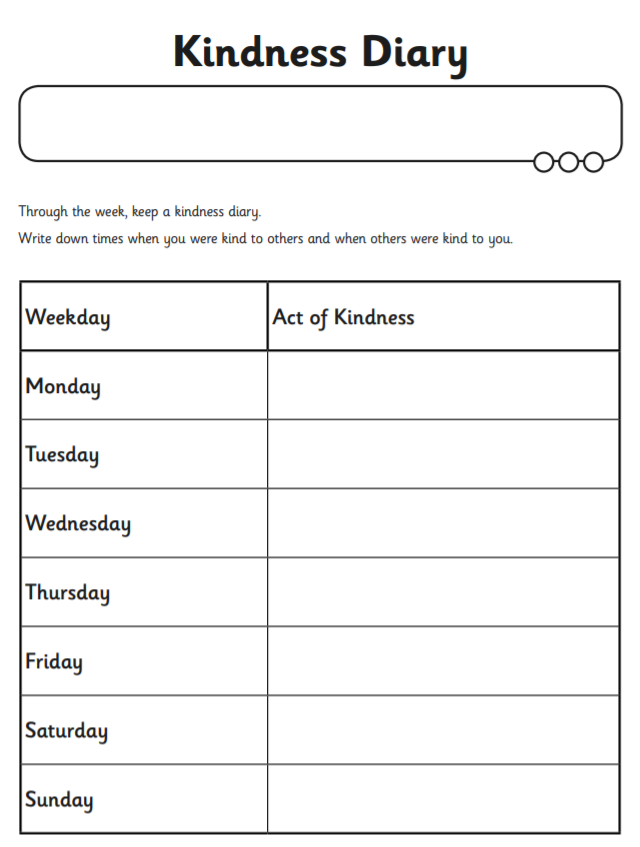 Kindness Diary
Through the week, keep a kindness diary.
Write down times when you were kind to others and when others were kind to you.
Weekday
Act of Kindness
Monday
Tuesday
Wednesday
Thursday
Friday
Saturday
Sunday